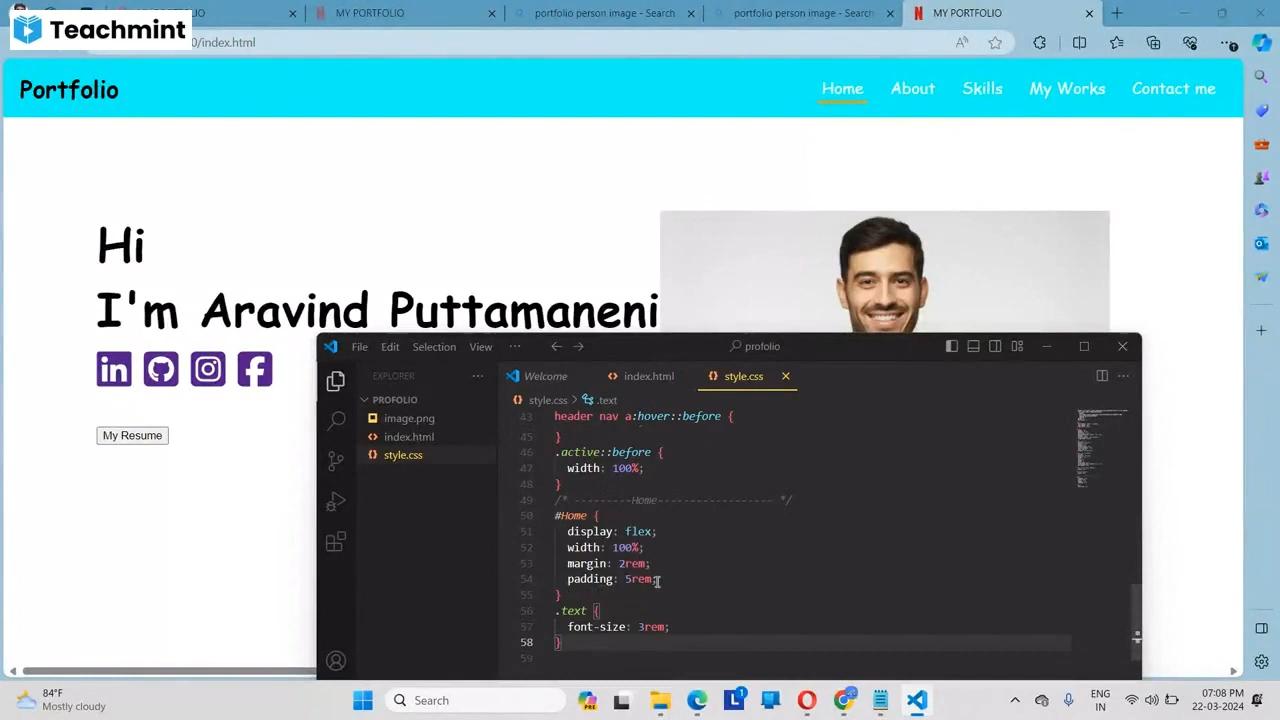 MY PORTFOLIO
portfolio person image - Search
portfolio person image - Search
MY PORTFOLIO
Teachmint
/index.html
Portfolio
Home
About
Skills
My Works
Contact me
Hi
I'm Aravind Puttamaneni
My Resume
File
Edit
Selection
View
profolio
EXPLORER
PROFOLIO
image.png
index.html
style.css
Welcome
index.html
style.css
style.css > .text
43 header nav a:hover::before {
45 }
46 .active::before {
47 width: 100%;
48 }
49 /* ---------Home------------------ */
50 #Home {
51 display: flex;
52 width: 100%;
53 margin: 2rem;
54 padding: 5rem;
55 }
56 .text {
57 font-size: 3rem;
58 }
59
84°F
Mostly cloudy
Search
ENG
IN
07:08 PM
22-03-2024